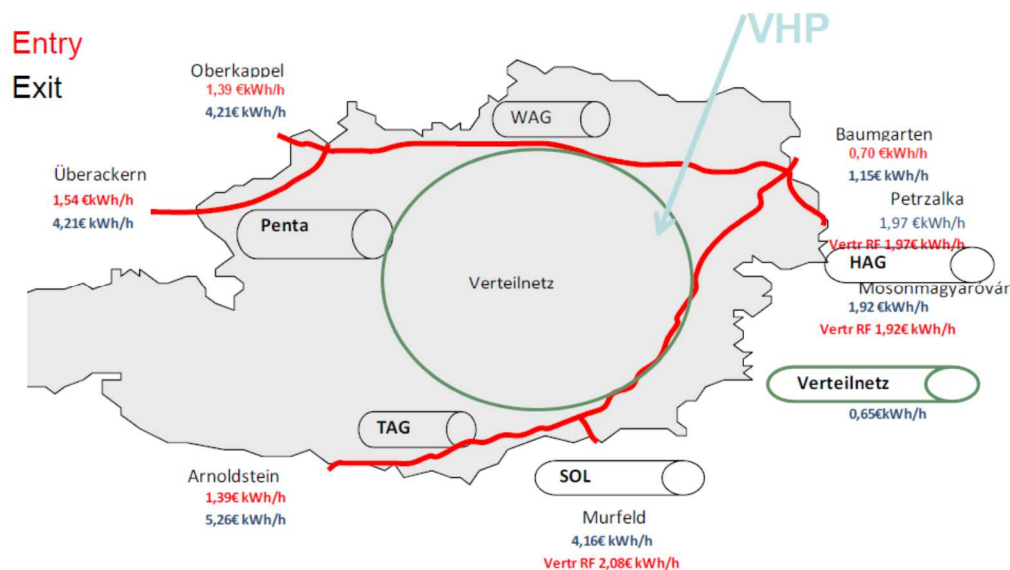 VHP
Entry
Exit
Oberkappel
1,39 €kWh/h
4,21€ kWh/h
WAG
Baumgarten
0,70 €kWh/h
1,15€ kWh/h
Überackern
1,54 €kWh/h
4,21€ kWh/h
Petrzalka
1,97 €kWh/h
Vertr RF 1,97€ kWh/h
Penta
HAG
Verteilnetz
Mosonmagyaróvár
1,92€ kWh/h
Vertr RF 1,92€ kWh/h
Verteilnetz
0,65€kWh/h
TAG
Arnoldstein
1,39€ kWh/h
5,26€ kWh/h
SOL
Murfeld
4,16€ kWh/h
Vertr RF 2,08€ kWh/h